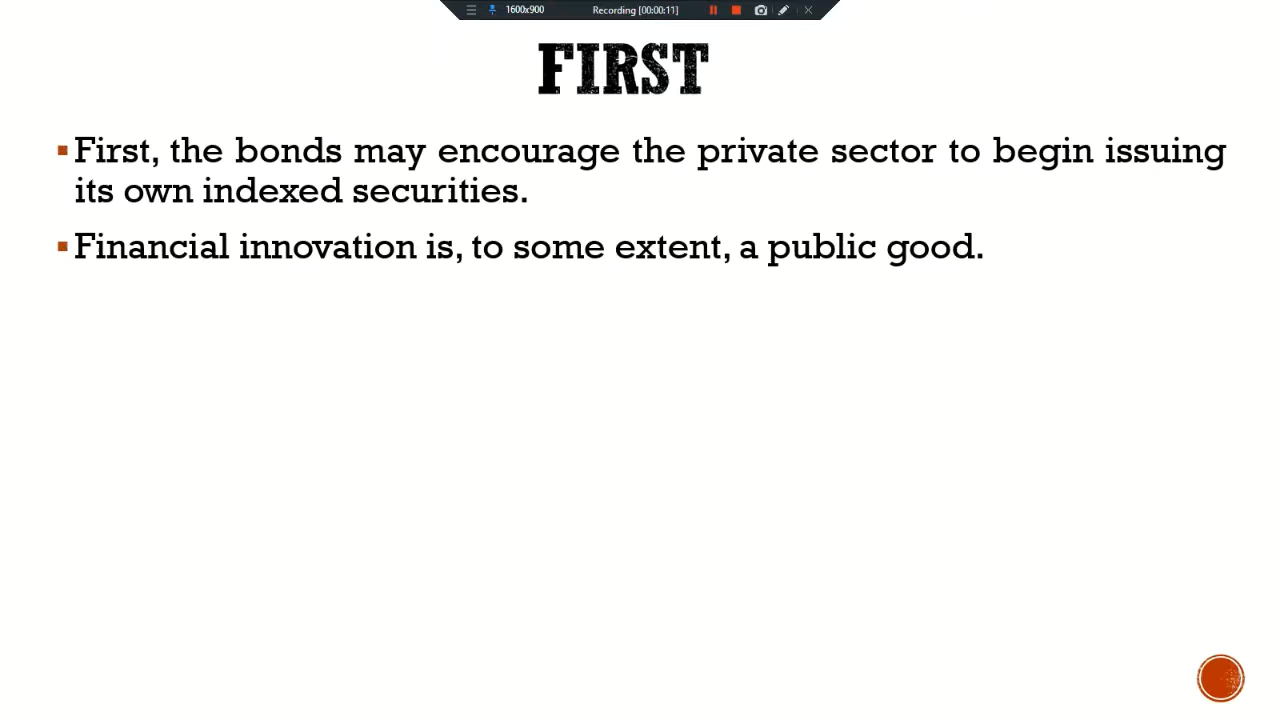 1600x900 Recording [00:00:11]
FIRST
▪First, the bonds may encourage the private sector to begin issuing
its own indexed securities.
▪Financial innovation is, to some extent, a public good.